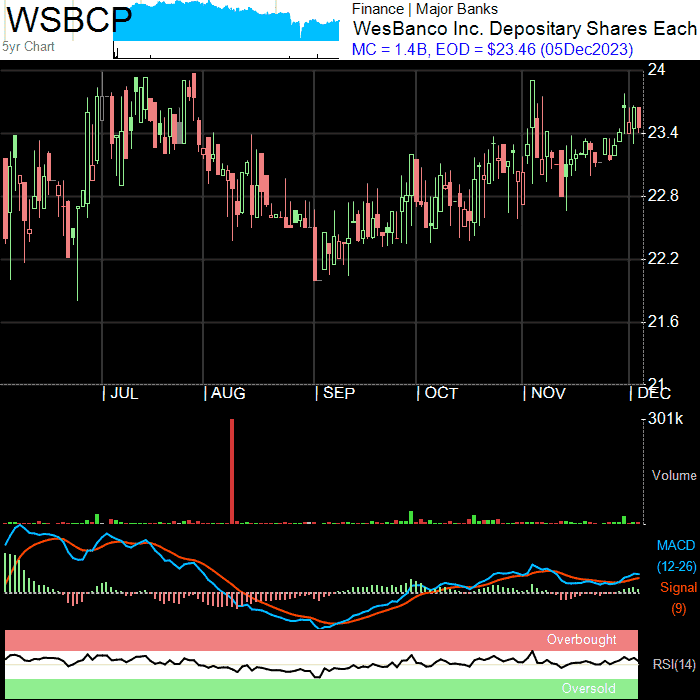 WSBCP
5yr Chart
Finance | Major Banks
WesBanco Inc. Depositary Shares Each
MC = 1.4B, EOD = $23.46 (05Dec2023)
24
23.4
22.8
22.2
21.6
21
| JUL | AUG | SEP | OCT | NOV | DEC
301k
Volume
MACD
(12-26)
Signal
(9)
Overbought
RSI(14)
Oversold